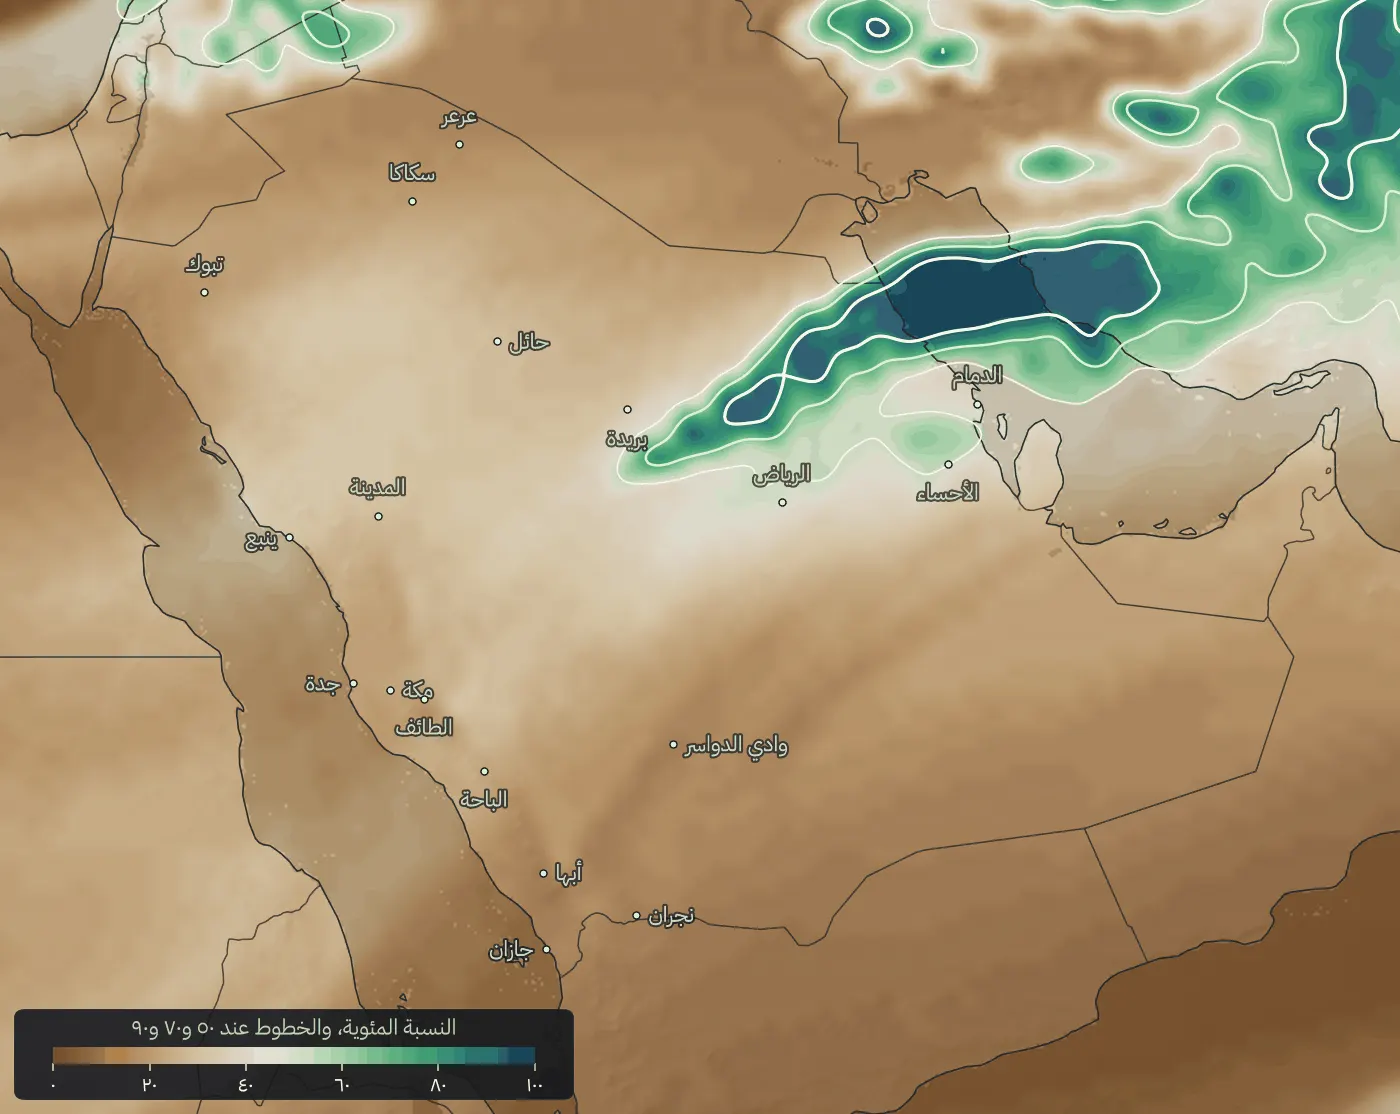 عرعر
سكاكا
تبوك
حائل
الدمام
بريدة
الرياض
الأحساء
المدينة
ينبع
جدة
مكة
الطائف
وادي الدواسر
الباحة
أبها
نجران
جازان
النسبة المئوية، والخطوط عند ٥٠ و٧٠ و٩٠
٠ ٢٠ ٤٠ ٦٠ ٨٠ ١٠٠